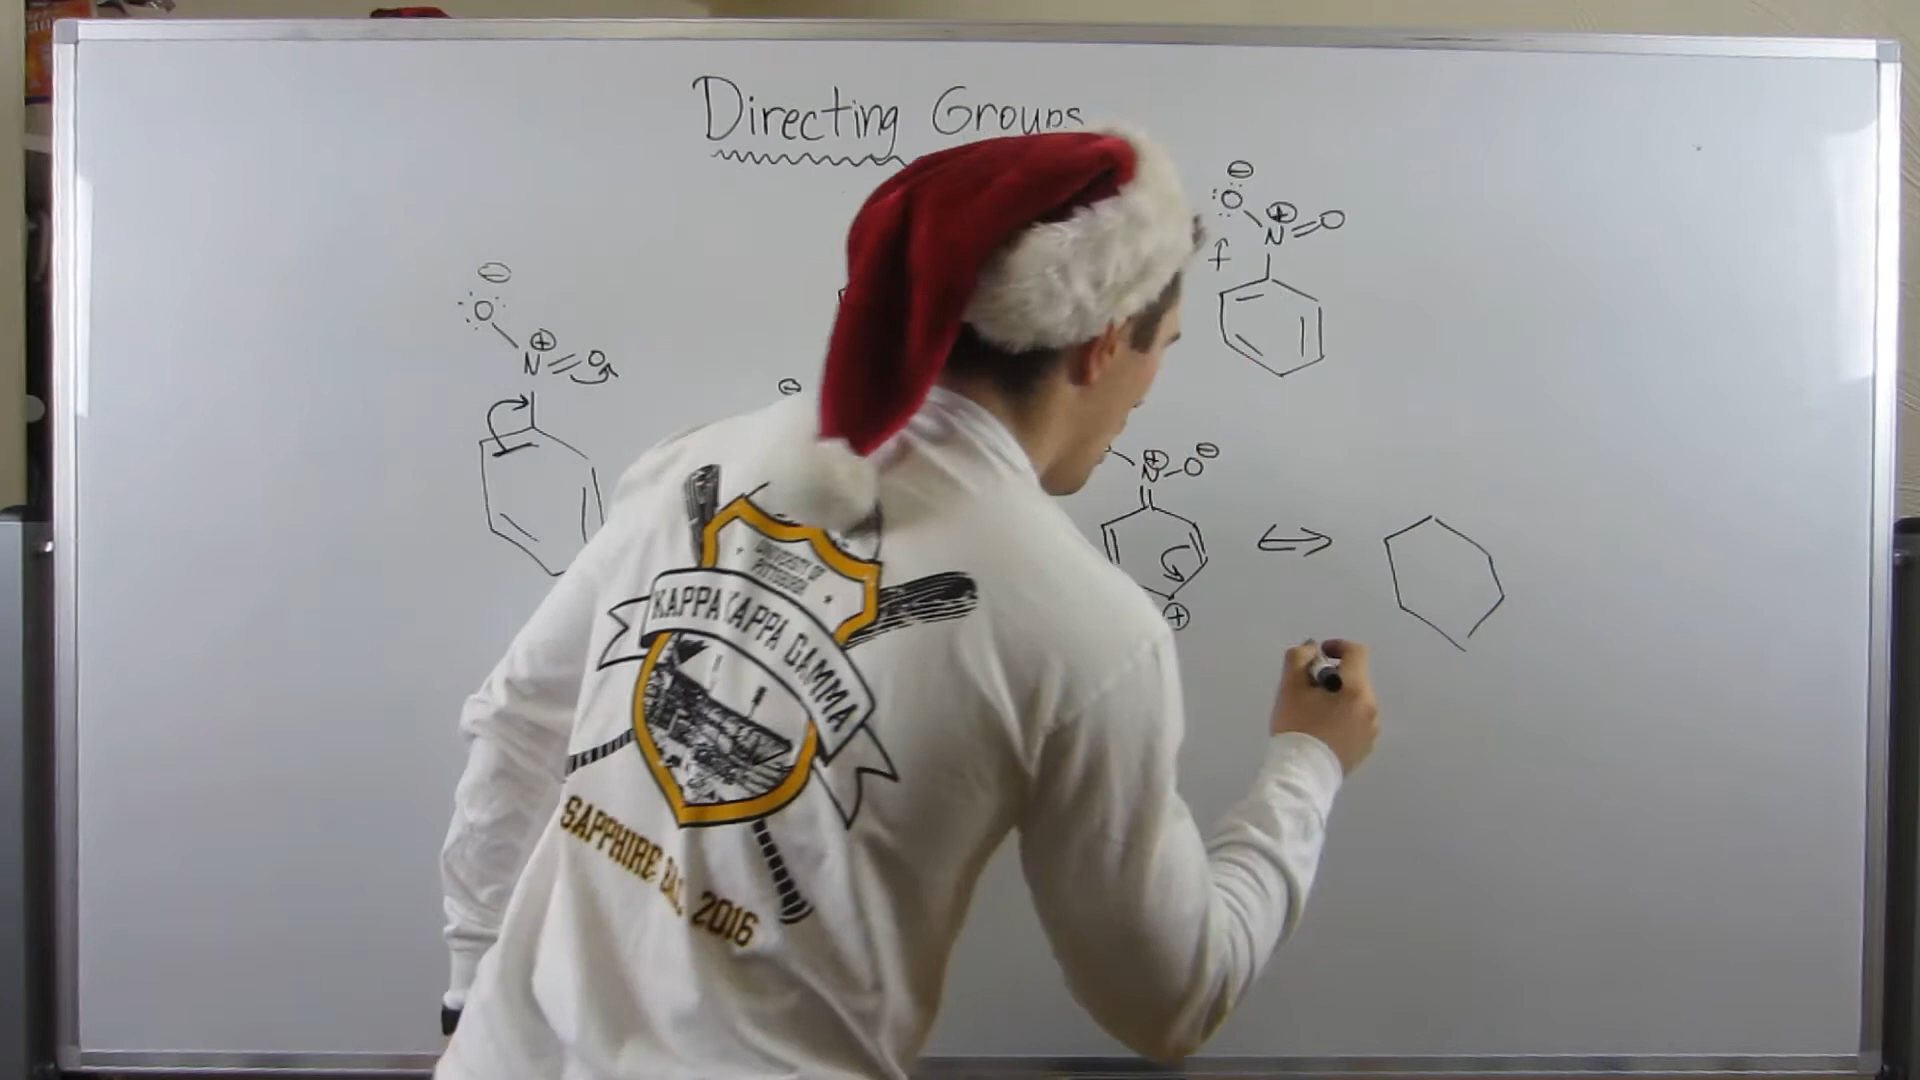 Directing Groups
⊖
O
⊕
N O
⊖
O
⊕
N O
⊖
⊕ ⊖
N O
⊕
UNIVERSITY OF
PITTSBURGH
KAPPA KAPPA GAMMA
SAPPHIRE 2016